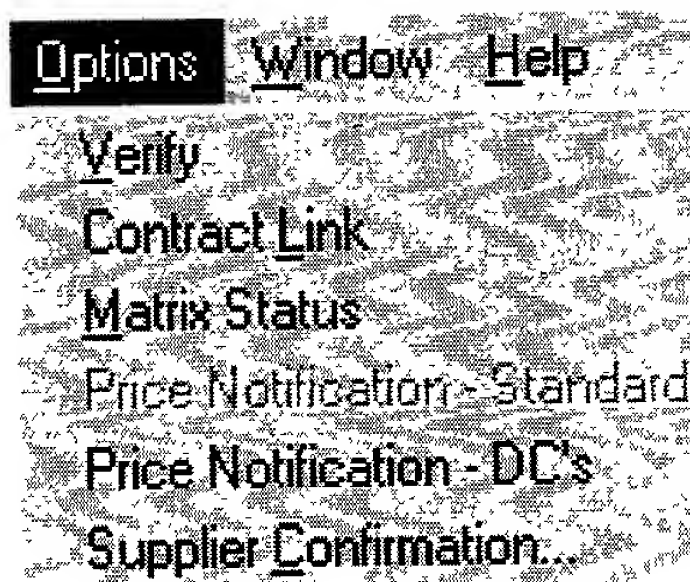 Options Window Help
Verify
Contract Link
Matrix Status
Price Notification - Standard
Price Notification - DC's
Supplier Confirmation...